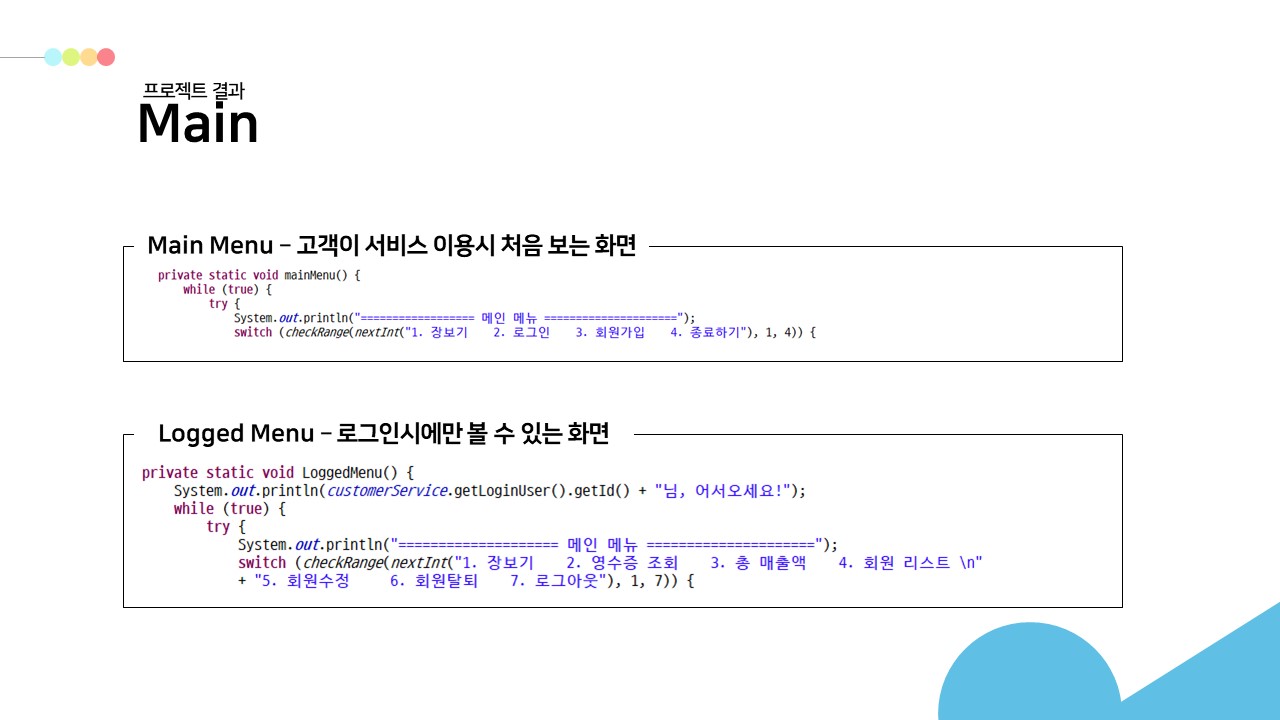 프로젝트 결과
Main
Main Menu – 고객이 서비스 이용시 처음 보는 화면
private static void mainMenu() {
while (true) {
try {
System.out.println("================== 메인 메뉴 =====================");
switch (checkRange(nextInt("1. 장보기    2. 로그인    3. 회원가입    4. 종료하기"), 1, 4)) {
Logged Menu – 로그인시에만 볼 수 있는 화면
private static void LoggedMenu() {
System.out.println(customerService.getLoginUser().getId() + "님, 어서오세요!");
while (true) {
try {
System.out.println("==================== 메인 메뉴 =====================");
switch (checkRange(nextInt("1. 장보기    2. 영수증 조회    3. 총 매출액    4. 회원 리스트 \n"
+ "5. 회원수정     6. 회원탈퇴    7. 로그아웃"), 1, 7)) {